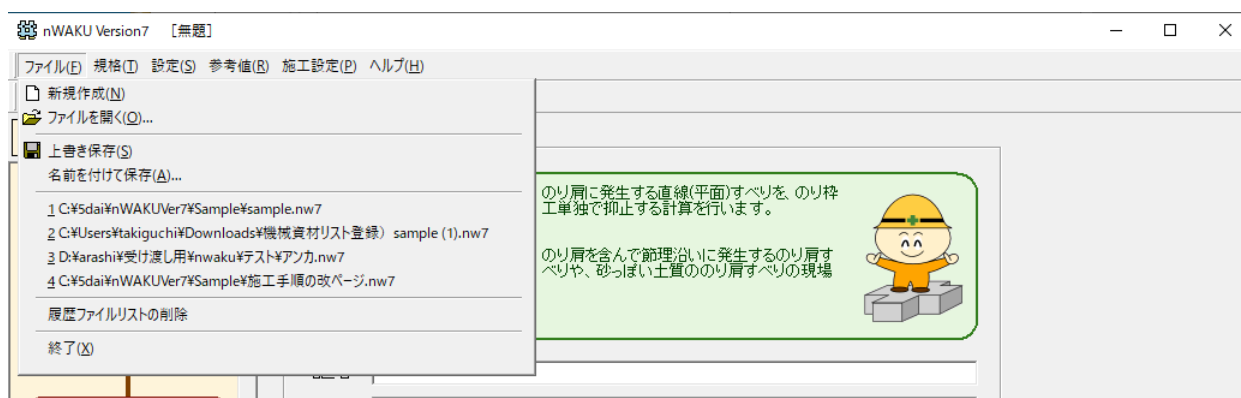 nWAKU Version7 [無題]
ファイル(F) 規格(T) 設定(S) 参考値(R) 施工設定(P) ヘルプ(H)
新規作成(N)
ファイルを開く(O)...
上書き保存(S)
名前を付けて保存(A)...
1 C:¥5dai¥nWAKUVer7¥Sample¥sample.nw7
2 C:¥Users¥takiguchi¥Downloads¥機械資材リスト登録）sample (1).nw7
3 D:¥arashi¥受け渡し用¥nwaku¥テスト¥アンカ.nw7
4 C:¥5dai¥nWAKUVer7¥Sample¥施工手順の改ページ.nw7
履歴ファイルリストの削除
終了(X)
のり肩に発生する直線(平面)すべりを、のり枠
工単独で抑止する計算を行います。
のり肩を含んで節理沿いに発生するのり肩す
べりや、砂っぽい土質ののり肩すべりの現場